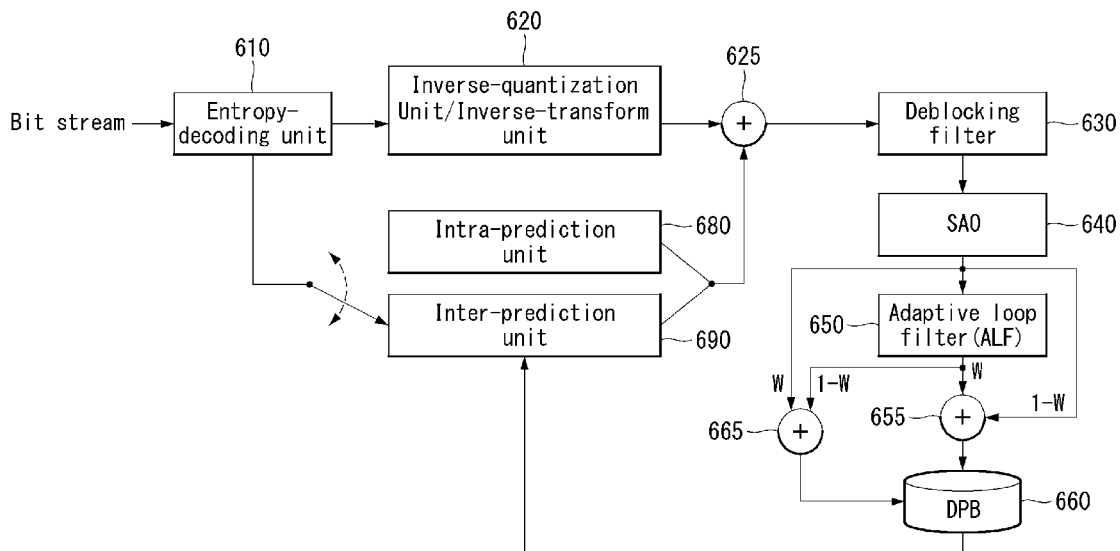 620
610
625
Bit stream
Entropy-
decoding unit
Inverse-quantization
Unit/Inverse-transform
unit
+
Deblocking
filter
630
Intra-prediction
unit
680
SAO
640
Inter-prediction
unit
690
650
Adaptive loop
filter(ALF)
W
1-W
W
1-W
665
+
655
+
DPB
660